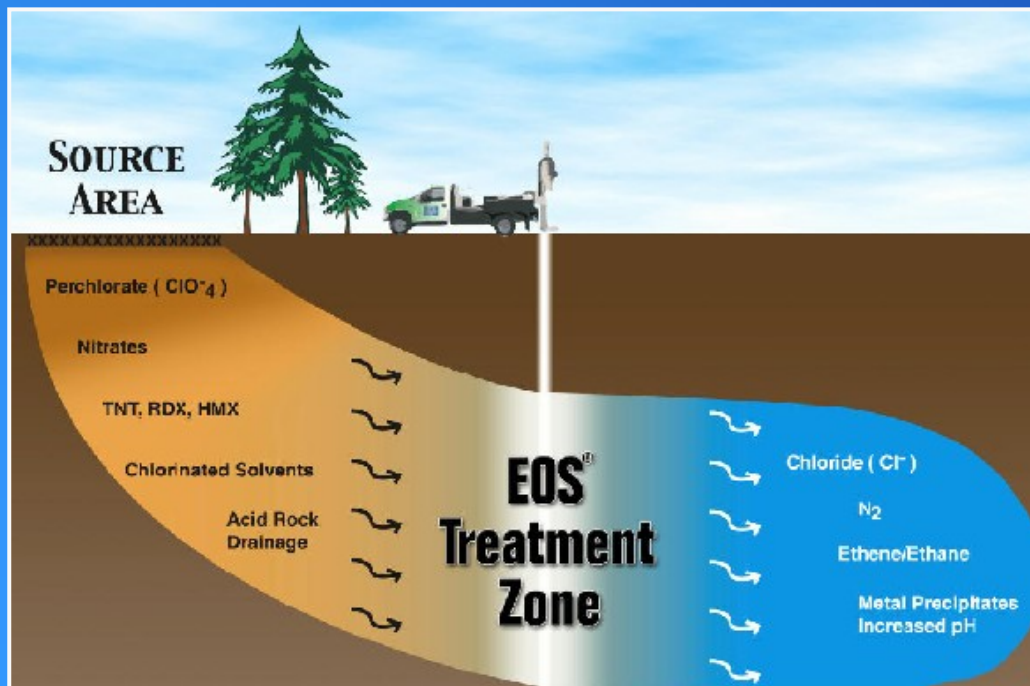 SOURCE
AREA
XXXXXXXXXXXXXXXXXX
Perchlorate ( ClO⁻4 )
Nitrates
TNT, RDX, HMX
Chlorinated Solvents
Acid Rock
Drainage
EOS®
Treatment
Zone
Chloride ( Cl⁻ )
N2
Ethene/Ethane
Metal Precipitates
Increased pH